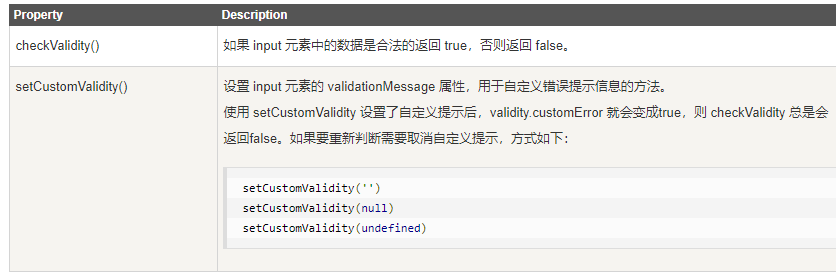 Property Description
checkValidity() 如果 input 元素中的数据是合法的返回 true，否则返回 false。
setCustomValidity() 设置 input 元素的 validationMessage 属性，用于自定义错误提示信息的方法。
使用 setCustomValidity 设置了自定义提示后，validity.customError 就会变成true，则 checkValidity 总是会
返回false。如果要重新判断需要取消自定义提示，方式如下：
setCustomValidity('')
setCustomValidity(null)
setCustomValidity(undefined)